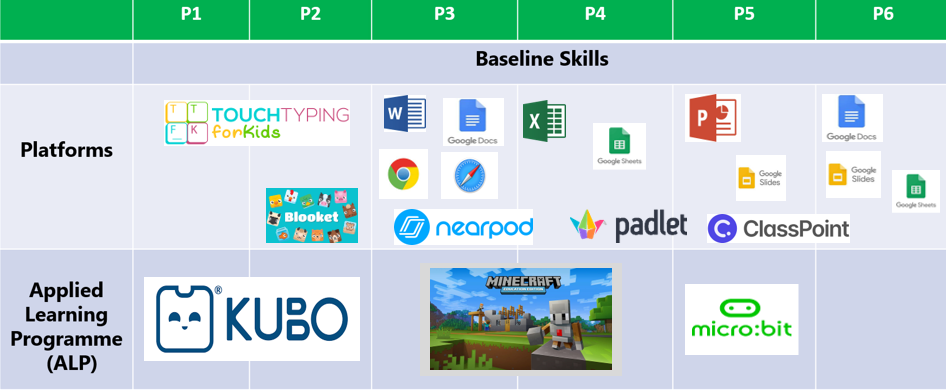 P1 P2 P3 P4 P5 P6
Baseline Skills
Platforms
T T
F K
TOUCHTYPING
forKids
W
Google Docs
X
Google Sheets
P
Google Docs
Google
Slides
Google
Slides
Google Sheets
Blooket
nearpod
padlet
C ClassPoint
Applied
Learning
Programme
(ALP)
KUBO®
MINECRAFT
EDUCATION EDITION
micro:bit